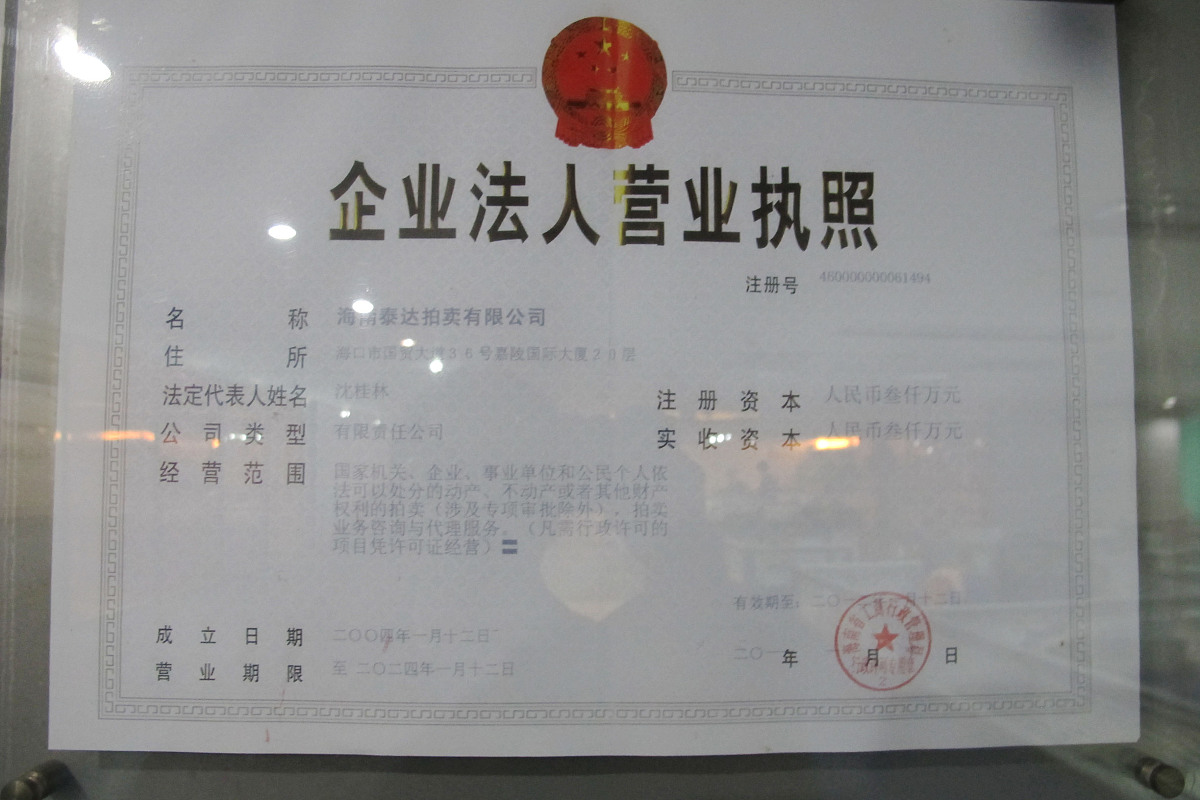 企业法人营业执照
注册号 460000000061494
名称 海南泰达拍卖有限公司
住所 海口市国贸大道36号嘉陵国际大厦20层
法定代表人姓名 沈桂林
注册资本 人民币叁仟万元
公司类型 有限责任公司
实收资本 人民币叁仟万元
经营范围 国家机关、企业、事业单位和公民个人依
法可以处分的动产、不动产或者其他财产
权利的拍卖（涉及专项审批除外），拍卖
业务咨询与代理服务。（凡需行政许可的
项目凭许可证经营）
有效期至：二〇一 月十二日
成立日期 二〇〇四年一月十二日
二〇一 年 月 日
营业期限 至 二〇二四年一月十二日